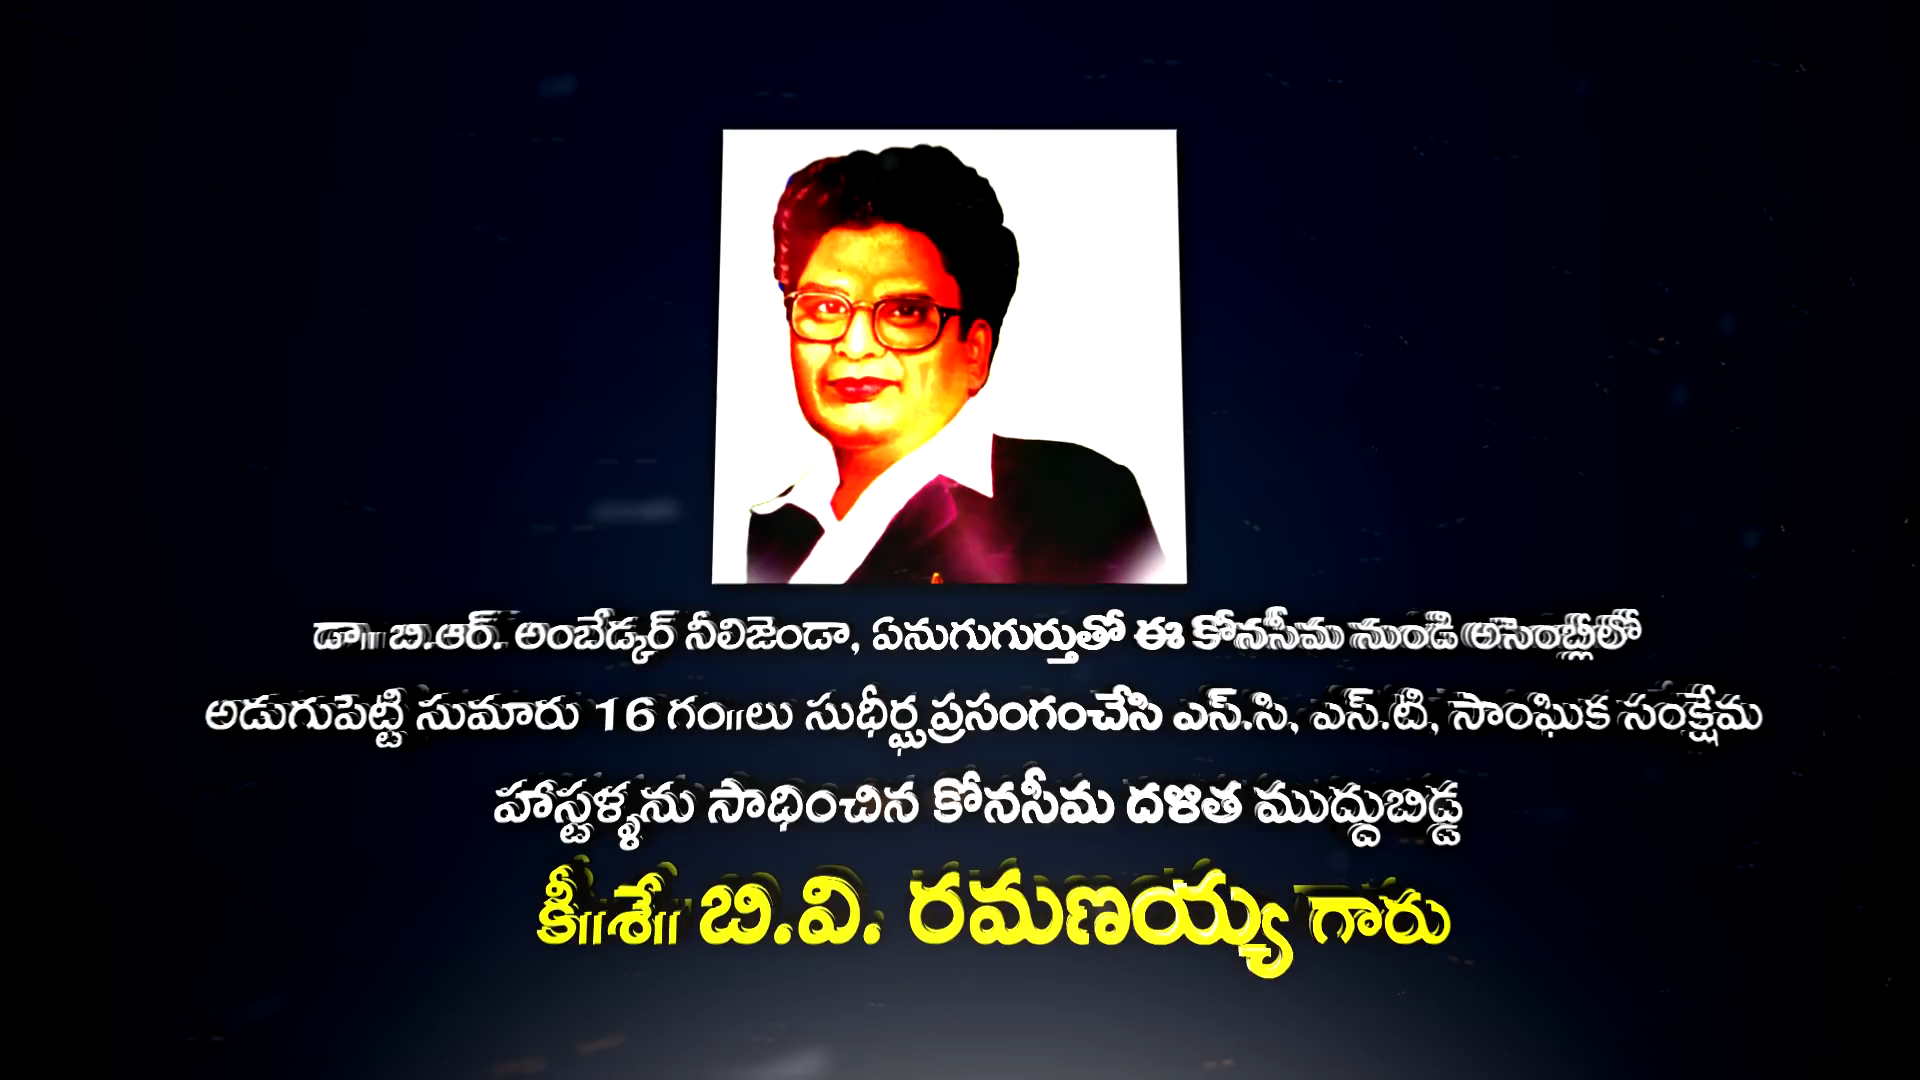 డా॥ బి.ఆర్. అంబేడ్కర్ నీలిజెండా, ఏనుగుగుర్తుతో ఈ కోనసీమ నుండి అసెంబ్లీలో
అడుగుపెట్టి సుమారు 16 గం॥లు సుధీర్ఘ ప్రసంగంచేసి ఎస్.సి, ఎస్.టి, సాంఘిక సంక్షేమ
హాస్టళ్ళను సాధించిన కోనసీమ దళిత ముద్దుబిడ్డ
కీ॥శే॥ బి.వి. రమణయ్య గారు